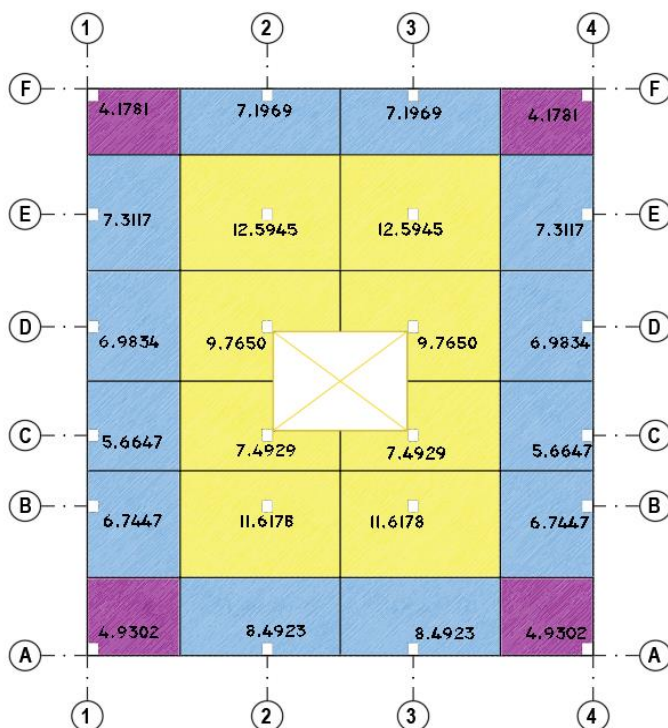 1 2 3 4
F 4.1781 7.1969 7.1969 4.1781 F
E 7.3117 12.5945 12.5945 7.3117 E
D 6.9834 9.7650 9.7650 6.9834 D
C 5.6647 7.4929 7.4929 5.6647 C
B 6.7447 11.6178 11.6178 6.7447 B
A 4.9302 8.4923 8.4923 4.9302 A
1 2 3 4